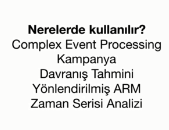 Nerelerde kullanılır?
Complex Event Processing
Kampanya
Davranış Tahmini
Yönlendirilmiş ARM
Zaman Serisi Analizi